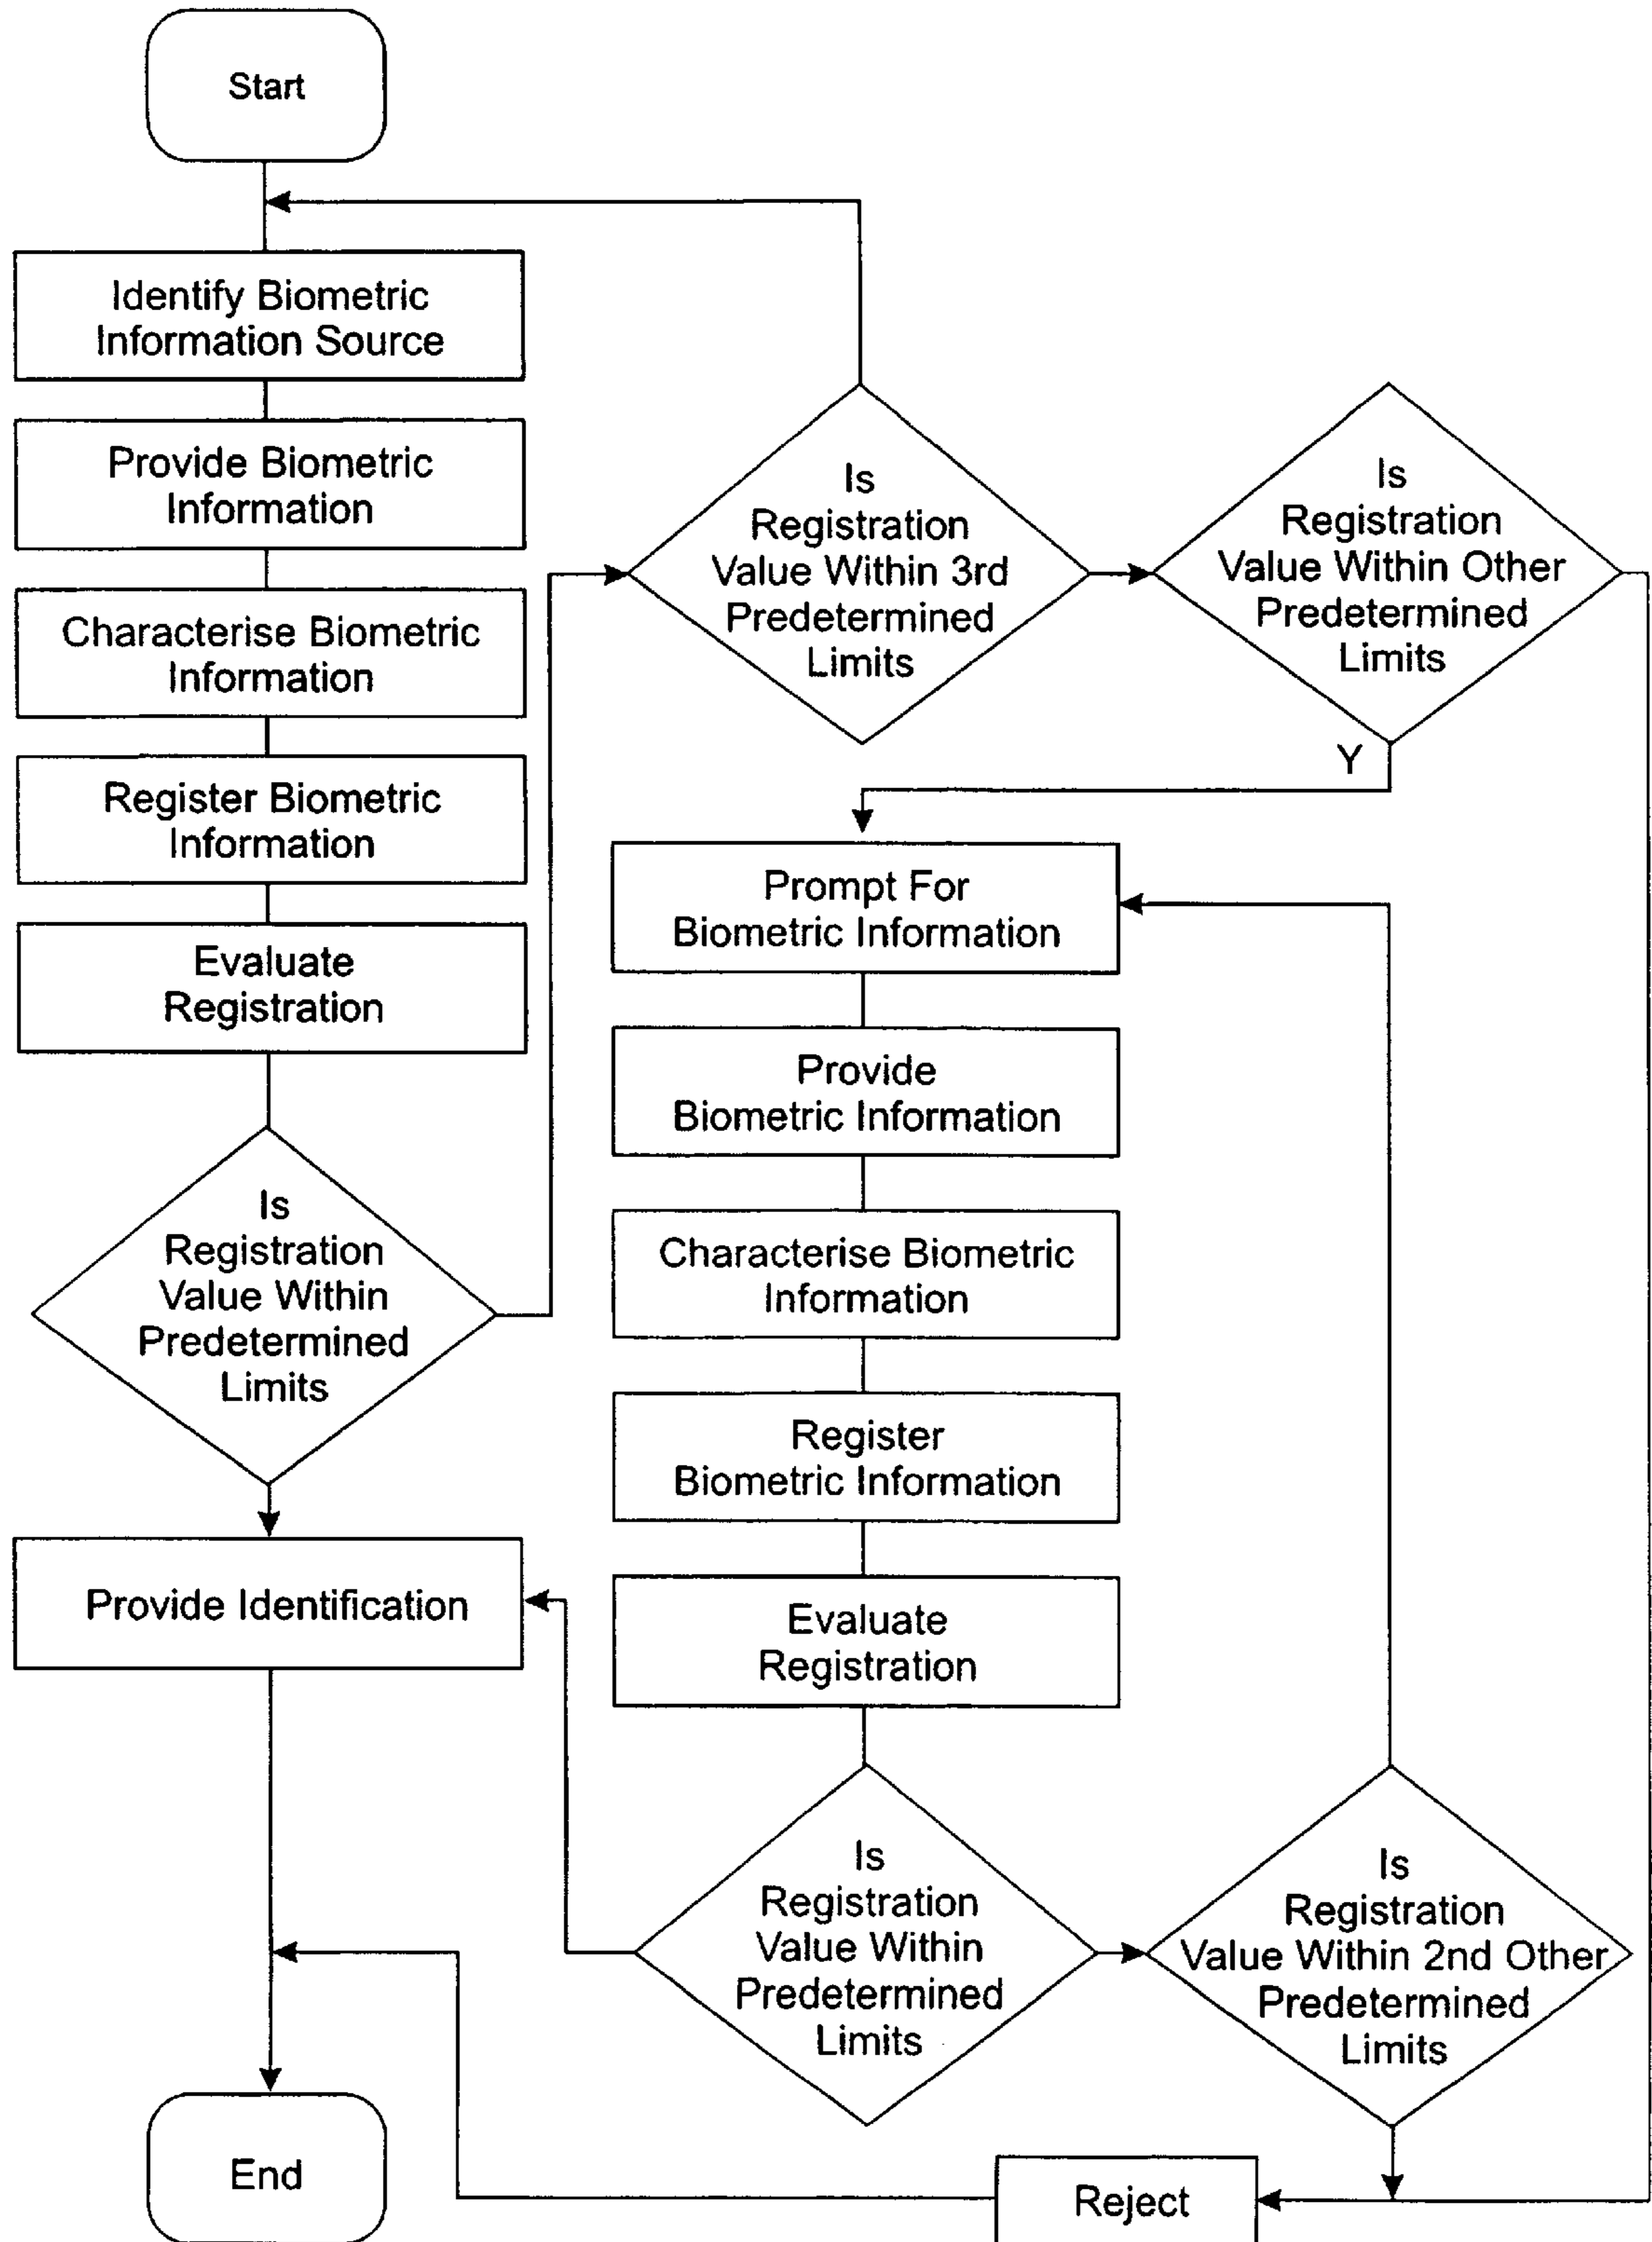 Start
Identify Biometric
Information Source
Provide Biometric
Information
Characterise Biometric
Information
Register Biometric
Information
Evaluate
Registration
Is
Registration
Value Within
Predetermined
Limits
Provide Identification
End
Is
Registration
Value Within 3rd
Predetermined
Limits
Is
Registration
Value Within Other
Predetermined
Limits
Y
Prompt For
Biometric Information
Provide
Biometric Information
Characterise Biometric
Information
Register
Biometric Information
Evaluate
Registration
Is
Registration
Value Within
Predetermined
Limits
Is
Registration
Value Within 2nd Other
Predetermined
Limits
Reject